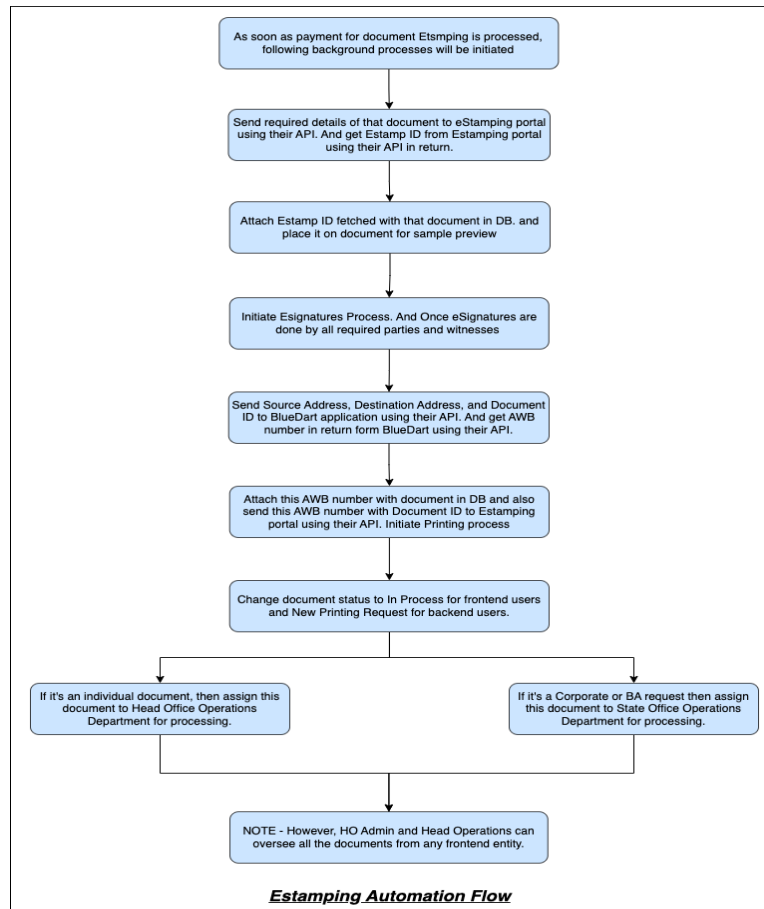 As soon as payment for document Etsmping is processed,
following background processes will be initiated
Send required details of that document to eStamping portal
using their API. And get Estamp ID from Estamping portal
using their API in return.
Attach Estamp ID fetched with that document in DB. and
place it on document for sample preview
Initiate Esignatures Process. And Once eSignatures are
done by all required parties and witnesses
Send Source Address, Destination Address, and Document
ID to BlueDart application using their API. And get AWB
number in return form BlueDart using their API.
Attach this AWB number with document in DB and also
send this AWB number with Document ID to Estamping
portal using their API. Initiate Printing process
Change document status to In Process for frontend users
and New Printing Request for backend users.
If it's an individual document, then assign this
document to Head Office Operations
Department for processing.
If it's a Corporate or BA request then assign
this document to State Office Operations
Department for processing.
NOTE - However, HO Admin and Head Operations can
oversee all the documents from any frontend entity.
Estamping Automation Flow